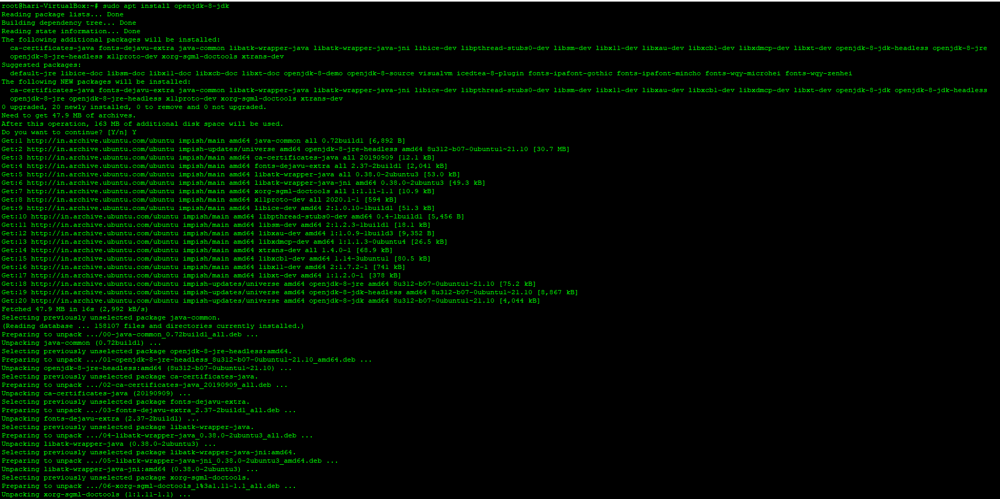 root@hari-VirtualBox:~# sudo apt install openjdk-8-jdk
Reading package lists... Done
Building dependency tree... Done
Reading state information... Done
The following additional packages will be installed:
  ca-certificates-java fonts-dejavu-extra java-common libatk-wrapper-java libatk-wrapper-java-jni libice-dev libpthread-stubs0-dev libsm-dev libx11-dev libxau-dev libxcb1-dev libxdmcp-dev libxt-dev openjdk-8-jdk-headless openjdk-8-jre
  openjdk-8-jre-headless x11proto-dev xorg-sgml-doctools xtrans-dev
Suggested packages:
  default-jre libice-doc libsm-doc libx11-doc libxcb-doc libxt-doc openjdk-8-demo openjdk-8-source visualvm icedtea-8-plugin fonts-ipafont-gothic fonts-ipafont-mincho fonts-wqy-microhei fonts-wqy-zenhei
The following NEW packages will be installed:
  ca-certificates-java fonts-dejavu-extra java-common libatk-wrapper-java libatk-wrapper-java-jni libice-dev libpthread-stubs0-dev libsm-dev libx11-dev libxau-dev libxcb1-dev libxdmcp-dev libxt-dev openjdk-8-jdk openjdk-8-jdk-headless
  openjdk-8-jre openjdk-8-jre-headless x11proto-dev xorg-sgml-doctools xtrans-dev
0 upgraded, 20 newly installed, 0 to remove and 0 not upgraded.
Need to get 47.9 MB of archives.
After this operation, 163 MB of additional disk space will be used.
Do you want to continue? [Y/n] Y
Get:1 http://in.archive.ubuntu.com/ubuntu impish/main amd64 java-common all 0.72build1 [6,892 B]
Get:2 http://in.archive.ubuntu.com/ubuntu impish-updates/universe amd64 openjdk-8-jre-headless amd64 8u312-b07-0ubuntu1~21.10 [30.7 MB]
Get:3 http://in.archive.ubuntu.com/ubuntu impish/main amd64 ca-certificates-java all 20190909 [12.1 kB]
Get:4 http://in.archive.ubuntu.com/ubuntu impish/main amd64 fonts-dejavu-extra all 2.37-2build1 [2,041 kB]
Get:5 http://in.archive.ubuntu.com/ubuntu impish/main amd64 libatk-wrapper-java all 0.38.0-2ubuntu3 [53.0 kB]
Get:6 http://in.archive.ubuntu.com/ubuntu impish/main amd64 libatk-wrapper-java-jni amd64 0.38.0-2ubuntu3 [49.3 kB]
Get:7 http://in.archive.ubuntu.com/ubuntu impish/main amd64 xorg-sgml-doctools all 1:1.11-1.1 [10.9 kB]
Get:8 http://in.archive.ubuntu.com/ubuntu impish/main amd64 x11proto-dev all 2020.1-1 [594 kB]
Get:9 http://in.archive.ubuntu.com/ubuntu impish/main amd64 libice-dev amd64 2:1.0.10-1build1 [51.3 kB]
Get:10 http://in.archive.ubuntu.com/ubuntu impish/main amd64 libpthread-stubs0-dev amd64 0.4-1build1 [5,456 B]
Get:11 http://in.archive.ubuntu.com/ubuntu impish/main amd64 libsm-dev amd64 2:1.2.3-1build1 [18.1 kB]
Get:12 http://in.archive.ubuntu.com/ubuntu impish/main amd64 libxau-dev amd64 1:1.0.9-1build3 [9,352 B]
Get:13 http://in.archive.ubuntu.com/ubuntu impish/main amd64 libxdmcp-dev amd64 1:1.1.3-0ubuntu4 [26.5 kB]
Get:14 http://in.archive.ubuntu.com/ubuntu impish/main amd64 xtrans-dev all 1.4.0-1 [68.9 kB]
Get:15 http://in.archive.ubuntu.com/ubuntu impish/main amd64 libxcb1-dev amd64 1.14-3ubuntu1 [80.5 kB]
Get:16 http://in.archive.ubuntu.com/ubuntu impish/main amd64 libx11-dev amd64 2:1.7.2-1 [741 kB]
Get:17 http://in.archive.ubuntu.com/ubuntu impish/main amd64 libxt-dev amd64 1:1.2.0-1 [378 kB]
Get:18 http://in.archive.ubuntu.com/ubuntu impish-updates/universe amd64 openjdk-8-jre amd64 8u312-b07-0ubuntu1~21.10 [75.2 kB]
Get:19 http://in.archive.ubuntu.com/ubuntu impish-updates/universe amd64 openjdk-8-jdk-headless amd64 8u312-b07-0ubuntu1~21.10 [8,867 kB]
Get:20 http://in.archive.ubuntu.com/ubuntu impish-updates/universe amd64 openjdk-8-jdk amd64 8u312-b07-0ubuntu1~21.10 [4,044 kB]
Fetched 47.9 MB in 16s (2,992 kB/s)
Selecting previously unselected package java-common.
(Reading database ... 158107 files and directories currently installed.)
Preparing to unpack .../00-java-common_0.72build1_all.deb ...
Unpacking java-common (0.72build1) ...
Selecting previously unselected package openjdk-8-jre-headless:amd64.
Preparing to unpack .../01-openjdk-8-jre-headless_8u312-b07-0ubuntu1~21.10_amd64.deb ...
Unpacking openjdk-8-jre-headless:amd64 (8u312-b07-0ubuntu1~21.10) ...
Selecting previously unselected package ca-certificates-java.
Preparing to unpack .../02-ca-certificates-java_20190909_all.deb ...
Unpacking ca-certificates-java (20190909) ...
Selecting previously unselected package fonts-dejavu-extra.
Preparing to unpack .../03-fonts-dejavu-extra_2.37-2build1_all.deb ...
Unpacking fonts-dejavu-extra (2.37-2build1) ...
Selecting previously unselected package libatk-wrapper-java.
Preparing to unpack .../04-libatk-wrapper-java_0.38.0-2ubuntu3_all.deb ...
Unpacking libatk-wrapper-java (0.38.0-2ubuntu3) ...
Selecting previously unselected package libatk-wrapper-java-jni:amd64.
Preparing to unpack .../05-libatk-wrapper-java-jni_0.38.0-2ubuntu3_amd64.deb ...
Unpacking libatk-wrapper-java-jni:amd64 (0.38.0-2ubuntu3) ...
Selecting previously unselected package xorg-sgml-doctools.
Preparing to unpack .../06-xorg-sgml-doctools_1%3a1.11-1.1_all.deb ...
Unpacking xorg-sgml-doctools (1:1.11-1.1) ...